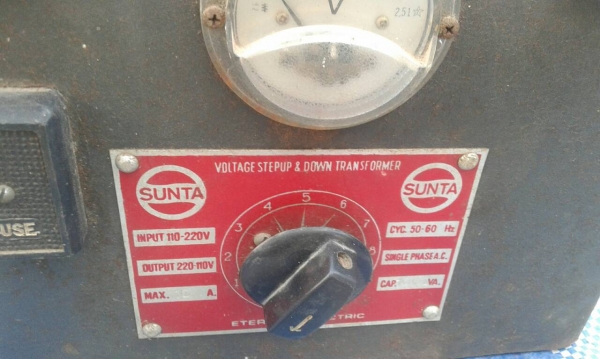 V
VOLTAGE STEPUP & DOWN TRANSFORMER
SUNTA
SUNTA
INPUT 110-220V
OUTPUT 220-110V
MAX. A.
1 2 3 4 5 6 7 8
CYC. 50-60 Hz
SINGLE PHASE A.C.
CAP. VA.
USE.